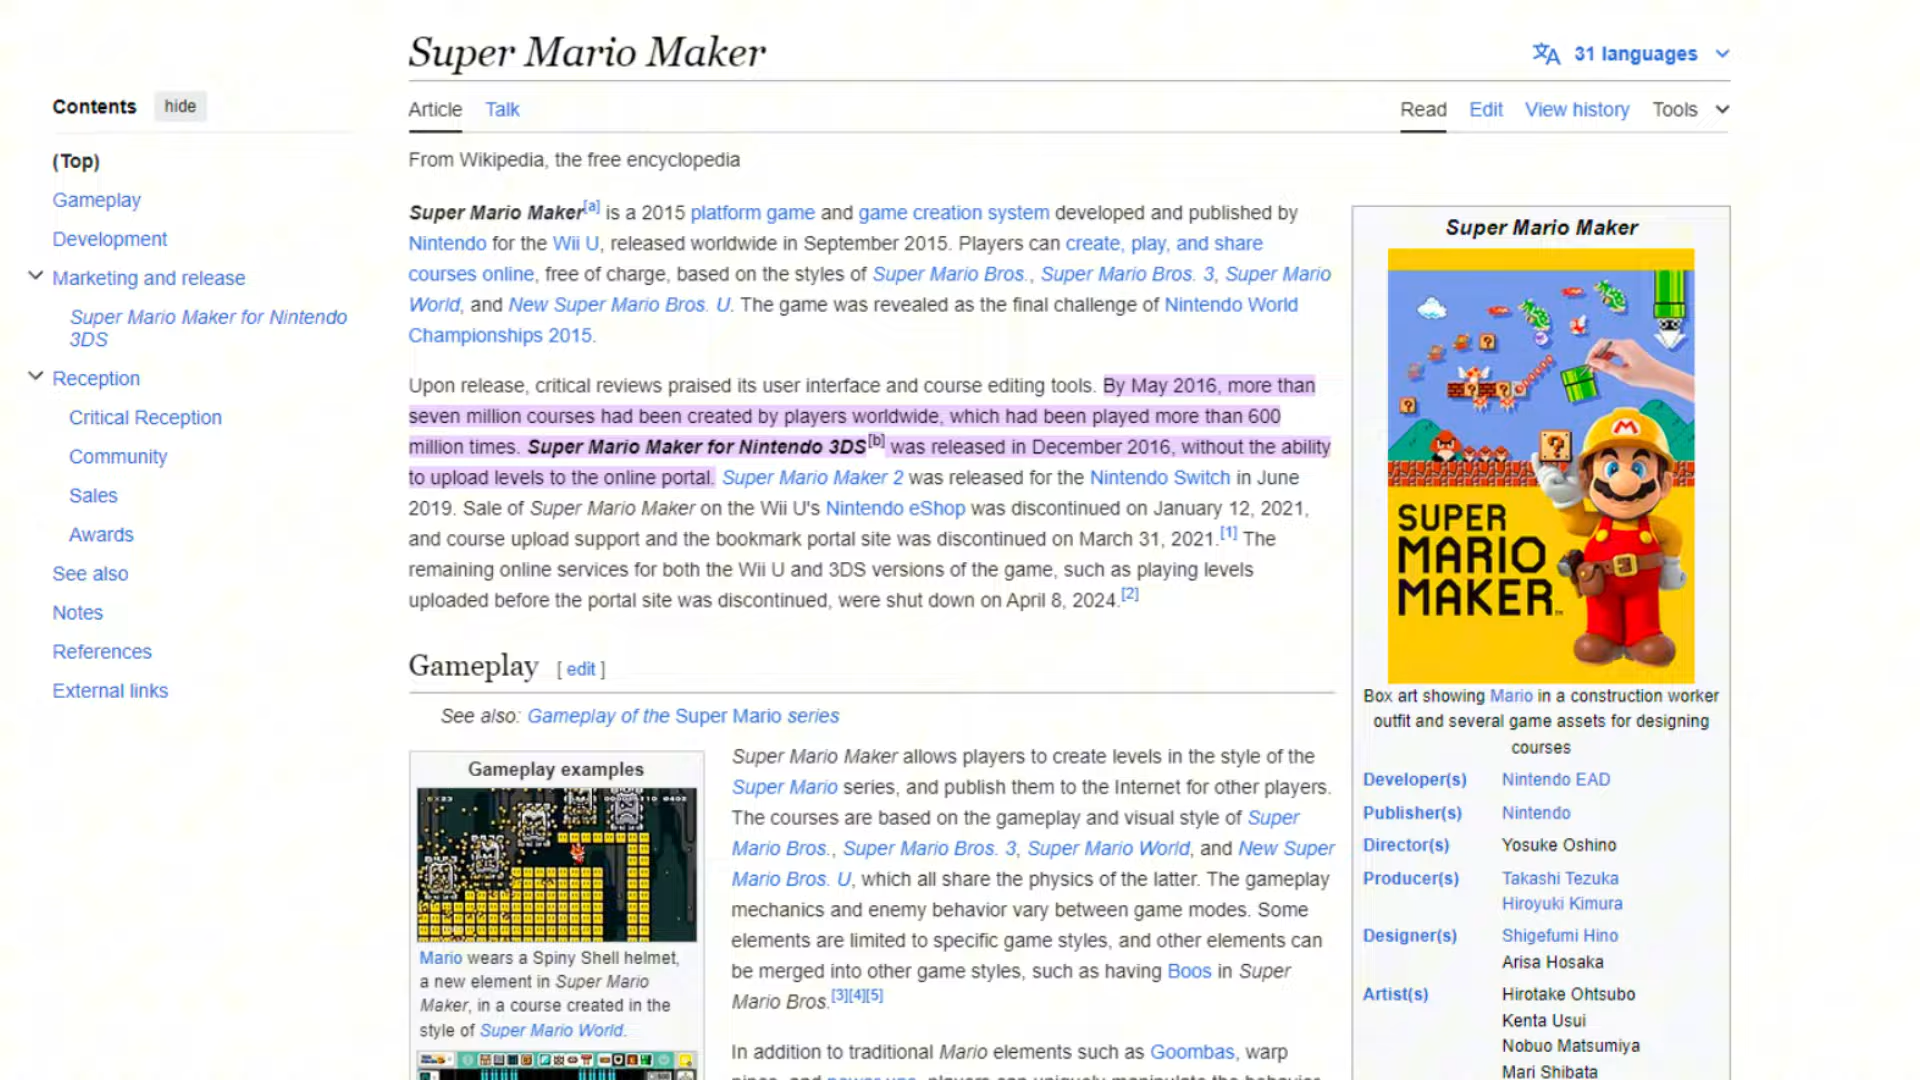 Super Mario Maker
31 languages
Contents hide
(Top)
Gameplay
Development
Marketing and release
Super Mario Maker for Nintendo
3DS
Reception
Critical Reception
Community
Sales
Awards
See also
Notes
References
External links
Article Talk
Read Edit View history Tools
From Wikipedia, the free encyclopedia
Super Mario Maker[a] is a 2015 platform game and game creation system developed and published by
Nintendo for the Wii U, released worldwide in September 2015. Players can create, play, and share
courses online, free of charge, based on the styles of Super Mario Bros., Super Mario Bros. 3, Super Mario
World, and New Super Mario Bros. U. The game was revealed as the final challenge of Nintendo World
Championships 2015.
Upon release, critical reviews praised its user interface and course editing tools. By May 2016, more than
seven million courses had been created by players worldwide, which had been played more than 600
million times. Super Mario Maker for Nintendo 3DS[b] was released in December 2016, without the ability
to upload levels to the online portal. Super Mario Maker 2 was released for the Nintendo Switch in June
2019. Sale of Super Mario Maker on the Wii U's Nintendo eShop was discontinued on January 12, 2021,
and course upload support and the bookmark portal site was discontinued on March 31, 2021.[1] The
remaining online services for both the Wii U and 3DS versions of the game, such as playing levels
uploaded before the portal site was discontinued, were shut down on April 8, 2024.[2]
Gameplay [ edit ]
See also: Gameplay of the Super Mario series
Gameplay examples
Mario wears a Spiny Shell helmet,
a new element in Super Mario
Maker, in a course created in the
style of Super Mario World.
Super Mario Maker allows players to create levels in the style of the
Super Mario series, and publish them to the Internet for other players.
The courses are based on the gameplay and visual style of Super
Mario Bros., Super Mario Bros. 3, Super Mario World, and New Super
Mario Bros. U, which all share the physics of the latter. The gameplay
mechanics and enemy behavior vary between game modes. Some
elements are limited to specific game styles, and other elements can
be merged into other game styles, such as having Boos in Super
Mario Bros.[3][4][5]
In addition to traditional Mario elements such as Goombas, warp
pipes, and power-ups, players can uniquely manipulate the behavior
Super Mario Maker
SUPER
MARIO
MAKER™
Box art showing Mario in a construction worker
outfit and several game assets for designing
courses
Developer(s) Nintendo EAD
Publisher(s) Nintendo
Director(s) Yosuke Oshino
Producer(s) Takashi Tezuka
Hiroyuki Kimura
Designer(s) Shigefumi Hino
Arisa Hosaka
Artist(s) Hirotake Ohtsubo
Kenta Usui
Nobuo Matsumiya
Mari Shibata